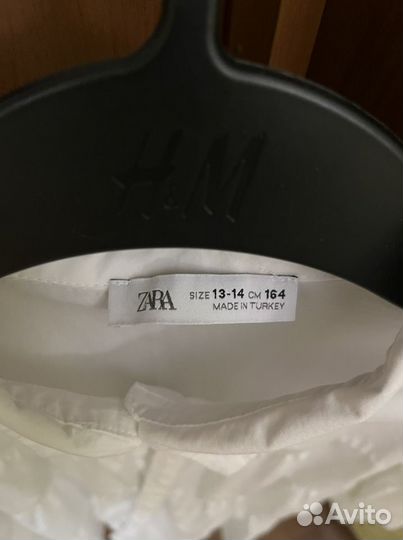 H&M
ZARA
SIZE 13-14 CM 164
MADE IN TURKEY
Avito